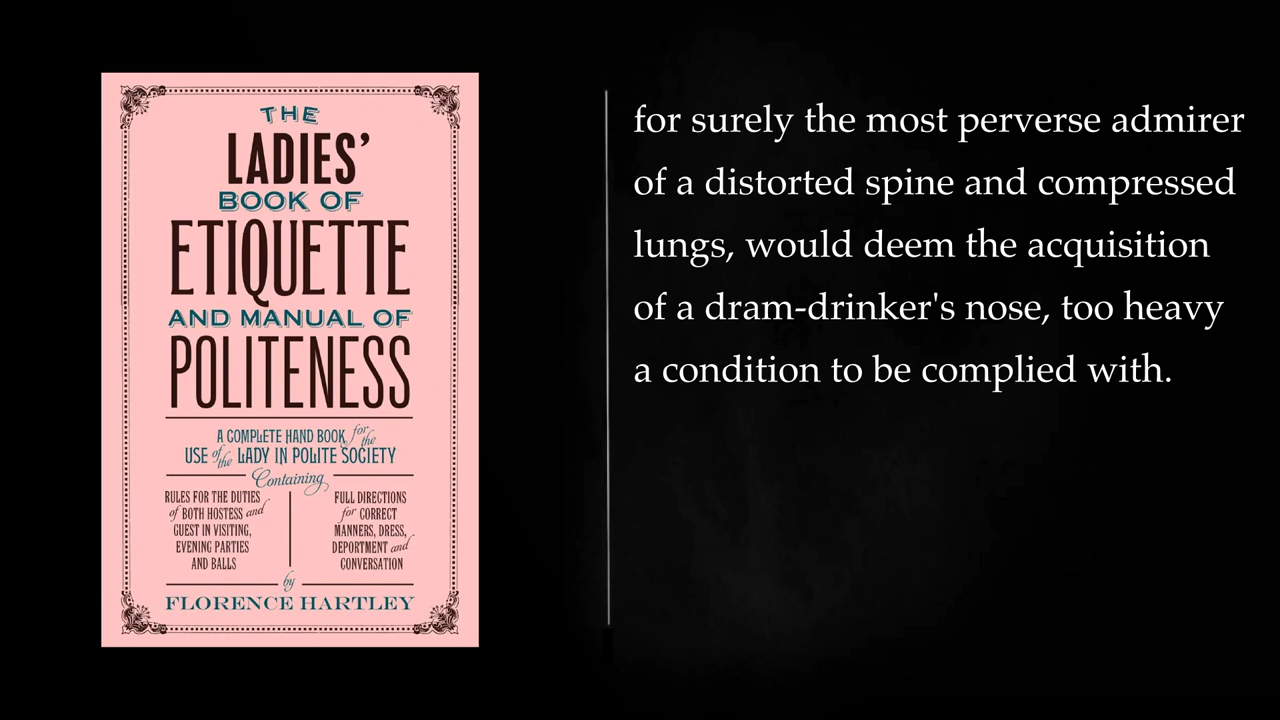 THE
LADIES'
BOOK OF
ETIQUETTE
AND MANUAL OF
POLITENESS
A COMPLETE HAND BOOK for the
USE of the LADY IN POLITE SOCIETY
Containing
RULES FOR THE DUTIES
of BOTH HOSTESS and
GUEST IN VISITING,
EVENING PARTIES
AND BALLS
FULL DIRECTIONS
for CORRECT
MANNERS, DRESS,
DEPORTMENT and
CONVERSATION
by
FLORENCE HARTLEY
for surely the most perverse admirer
of a distorted spine and compressed
lungs, would deem the acquisition
of a dram-drinker's nose, too heavy
a condition to be complied with.